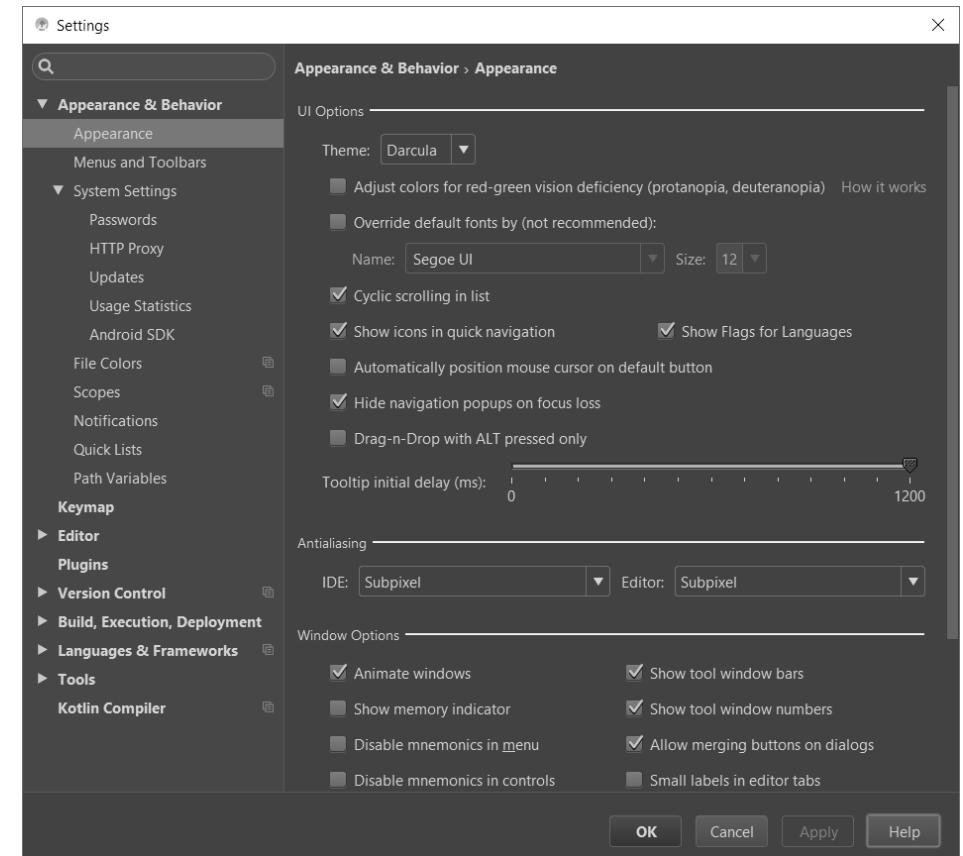 Settings
Appearance & Behavior
Appearance
Menus and Toolbars
System Settings
Passwords
HTTP Proxy
Updates
Usage Statistics
Android SDK
File Colors
Scopes
Notifications
Quick Lists
Path Variables
Keymap
Editor
Plugins
Version Control
Build, Execution, Deployment
Languages & Frameworks
Tools
Kotlin Compiler
Appearance & Behavior › Appearance
UI Options
Theme: Darcula
Adjust colors for red-green vision deficiency (protanopia, deuteranopia) How it works
Override default fonts by (not recommended):
Name: Segoe UI Size: 12
Cyclic scrolling in list
Show icons in quick navigation Show Flags for Languages
Automatically position mouse cursor on default button
Hide navigation popups on focus loss
Drag-n-Drop with ALT pressed only
Tooltip initial delay (ms):
0 1200
Antialiasing
IDE: Subpixel Editor: Subpixel
Window Options
Animate windows Show tool window bars
Show memory indicator Show tool window numbers
Disable mnemonics in menu Allow merging buttons on dialogs
Disable mnemonics in controls Small labels in editor tabs
OK Cancel Apply Help